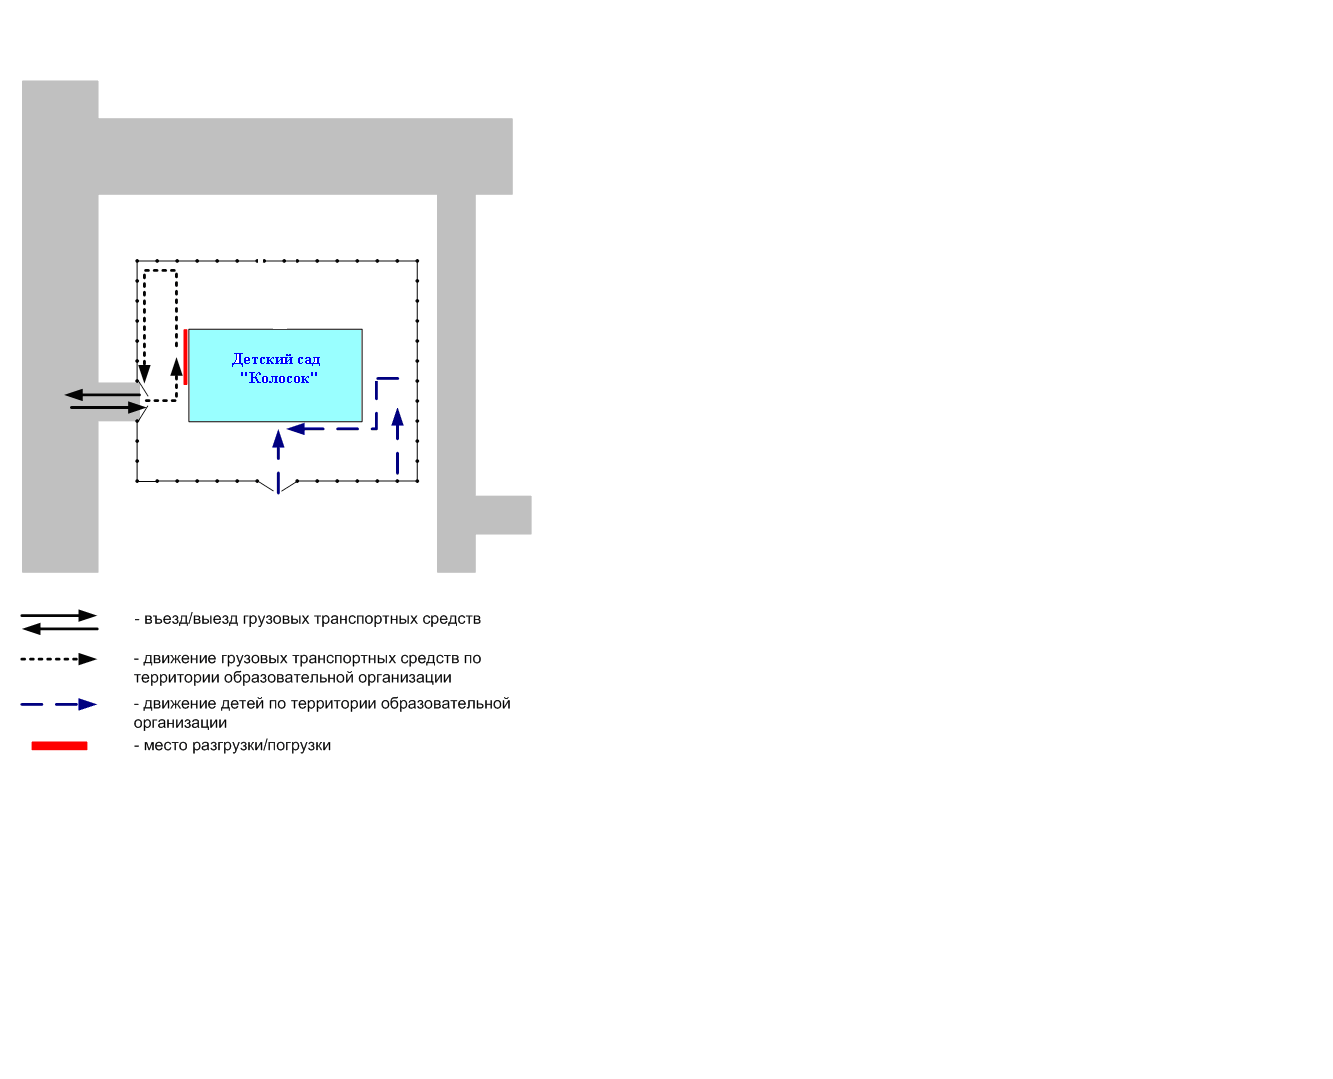 Детский сад
"Колосок"
- въезд/выезд грузовых транспортных средств
- движение грузовых транспортных средств по
территории образовательной организации
- движение детей по территории образовательной
организации
- место разгрузки/погрузки